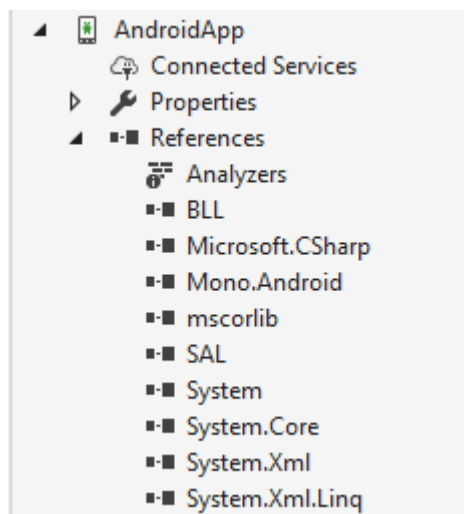 AndroidApp
Connected Services
Properties
References
Analyzers
BLL
Microsoft.CSharp
Mono.Android
mscorlib
SAL
System
System.Core
System.Xml
System.Xml.Linq